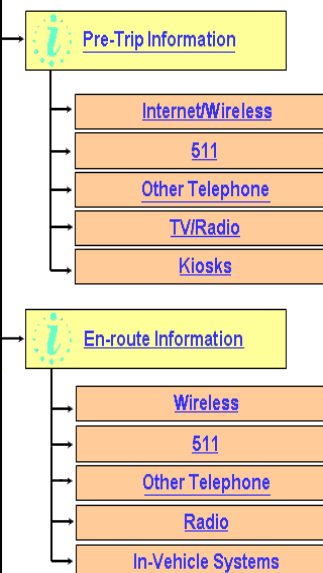 Pre-Trip Information
Internet/Wireless
511
Other Telephone
TV/Radio
Kiosks
En-route Information
Wireless
511
Other Telephone
Radio
In-Vehicle Systems